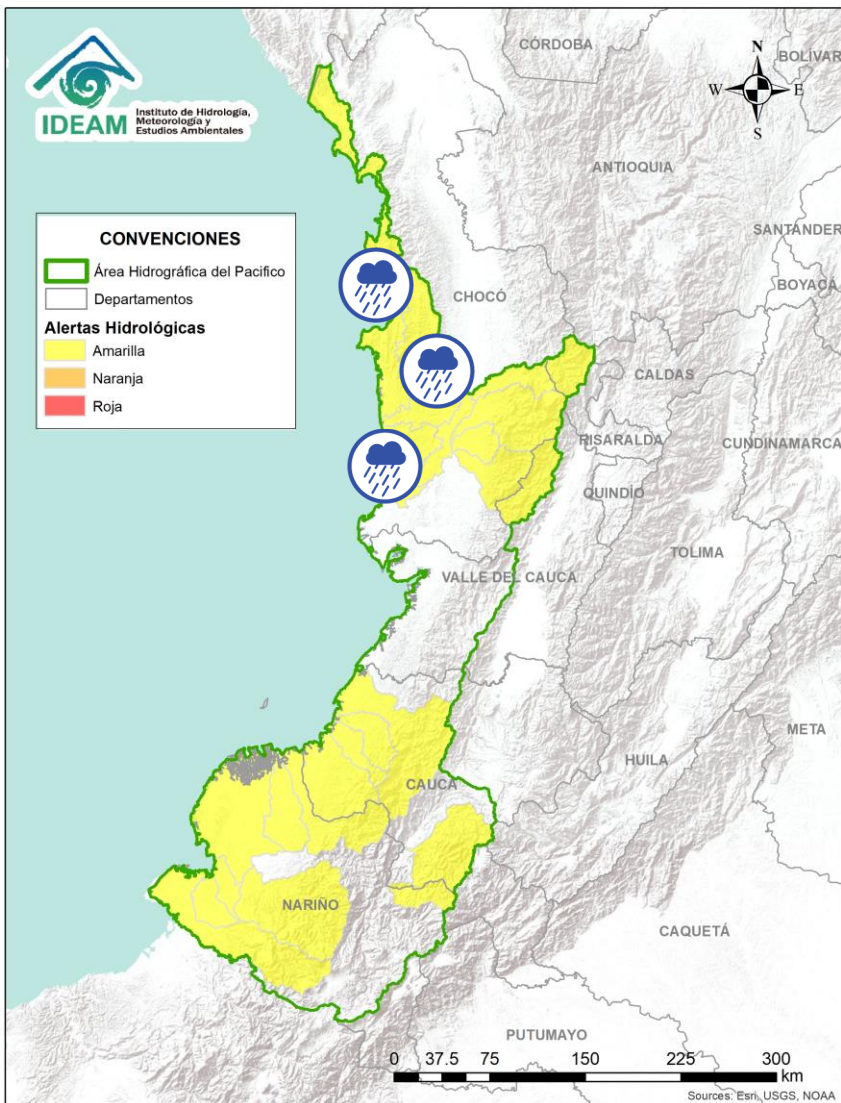 IDEAM
Instituto de Hidrología,
Meteorología y
Estudios Ambientales
CÓRDOBA
BOLÍVAR
N
W
E
S
ANTIOQUIA
SANTANDER
BOYACÁ
CONVENCIONES
Área Hidrográfica del Pacifico
Departamentos
Alertas Hidrológicas
Amarilla
Naranja
Roja
CHOCÓ
CALDAS
RISARALDA
CUNDINAMARCA
QUINDÍO
TOLIMA
VALLE DEL CAUCA
META
HUILA
CAUCA
NARIÑO
CAQUETÁ
PUTUMAYO
0 37.5 75 150 225 300
km
Sources: Esri, USGS, NOAA